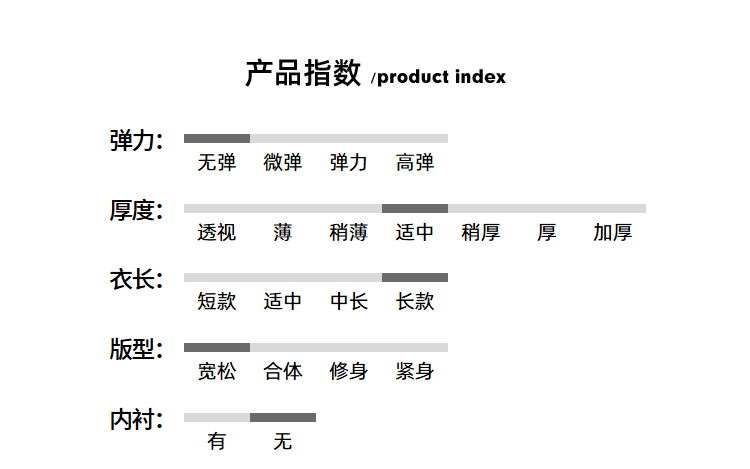 产品指数 /product index
弹力：
无弹 微弹 弹力 高弹
厚度：
透视 薄 稍薄 适中 稍厚 厚 加厚
衣长：
短款 适中 中长 长款
版型：
宽松 合体 修身 紧身
内衬：
有 无